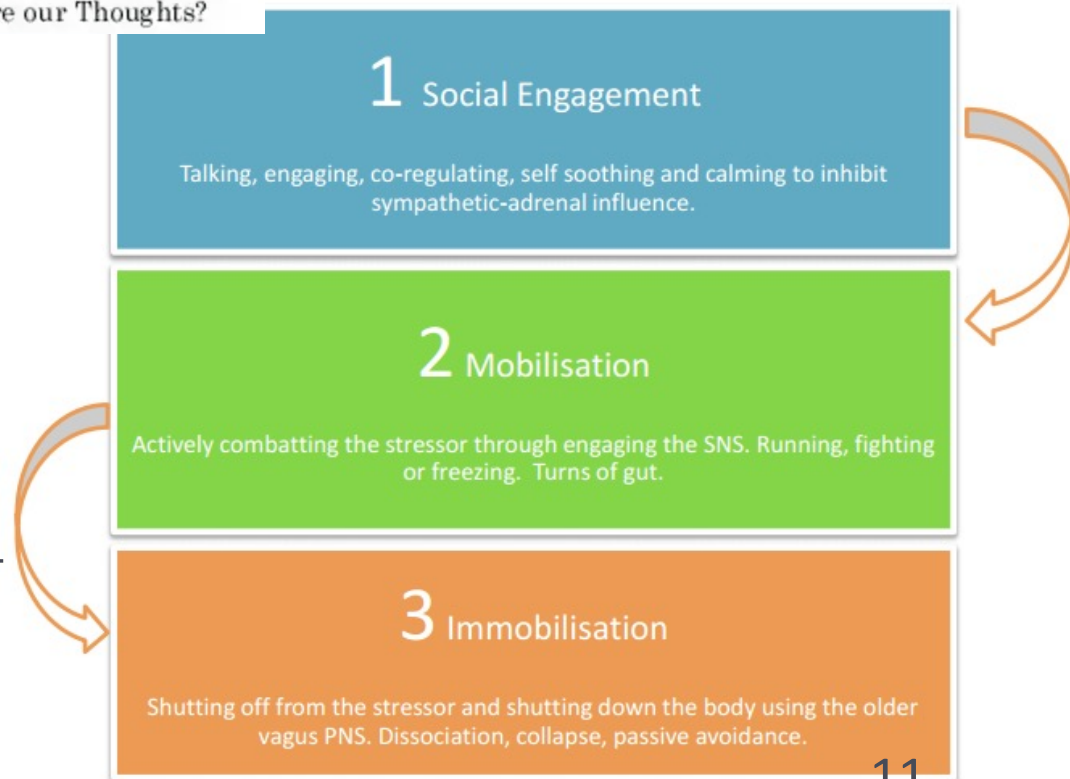 our Thoughts?
1 Social Engagement
Talking, engaging, co-regulating, self soothing and calming to inhibit
sympathetic-adrenal influence.
2 Mobilisation
Actively combatting the stressor through engaging the SNS. Running, fighting
or freezing. Turns of gut.
3 Immobilisation
Shutting off from the stressor and shutting down the body using the older
vagus PNS. Dissociation, collapse, passive avoidance.
11